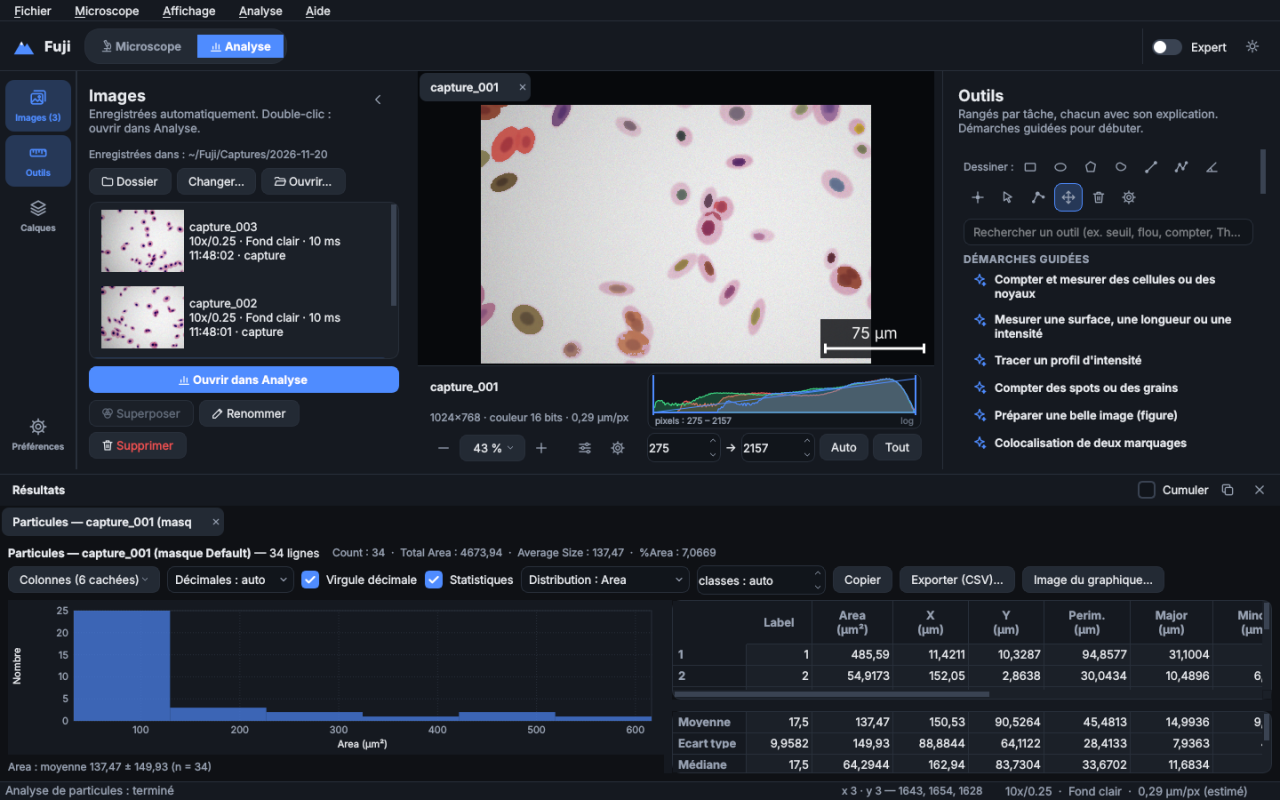 Fichier Microscope Affichage Analyse Aide
Fuji Microscope Analyse Expert
Images (3)
Outils
Calques
Préférences
Images
Enregistrées automatiquement. Double-clic :
ouvrir dans Analyse.
Enregistrées dans : ~/Fuji/Captures/2026-11-20
Dossier Changer... Ouvrir...
capture_003
10x/0.25 · Fond clair · 10 ms
11:48:02 · capture
capture_002
10x/0.25 · Fond clair · 10 ms
11:48:01 · capture
Ouvrir dans Analyse
Superposer Renommer
Supprimer
capture_001 ×
75 µm
capture_001
1024×768 · couleur 16 bits · 0,29 µm/px
pixels : 275 – 2157 log
43 % 275 → 2157 Auto Tout
Outils
Rangés par tâche, chacun avec son explication.
Démarches guidées pour débuter.
Dessiner :
Rechercher un outil (ex. seuil, flou, compter, Th...
DÉMARCHES GUIDÉES
Compter et mesurer des cellules ou des
noyaux
Mesurer une surface, une longueur ou une
intensité
Tracer un profil d'intensité
Compter des spots ou des grains
Préparer une belle image (figure)
Colocalisation de deux marquages
Résultats Cumuler
Particules — capture_001 (masq ×
Particules — capture_001 (masque Default) — 34 lignes Count : 34 · Total Area : 4673,94 · Average Size : 137,47 · %Area : 7,0669
Colonnes (6 cachées) Décimales : auto Virgule décimale Statistiques Distribution : Area classes : auto Copier Exporter (CSV)... Image du graphique...
25
20
15
10
5
0
Nombre
100 200 300 400 500 600
Area (µm²)
Area : moyenne 137,47 ± 149,93 (n = 34)
Label Area X Y Perim. Major Minc
(µm²) (µm) (µm) (µm) (µm) (µm
1 1 485,59 11,4211 10,3287 94,8577 31,1004
2 2 54,9173 152,05 2,8638 30,0434 10,4896 6,
Moyenne 17,5 137,47 150,53 90,5264 45,4813 14,9936 9,
Ecart type 9,9582 149,93 88,8844 64,1122 28,4133 7,9363
Médiane 17,5 64,2944 162,94 83,7304 33,6702 11,6834
Analyse de particules : terminé x 3 · y 3 — 1643, 1654, 1628 10x/0.25 · Fond clair · 0,29 µm/px (estimé)